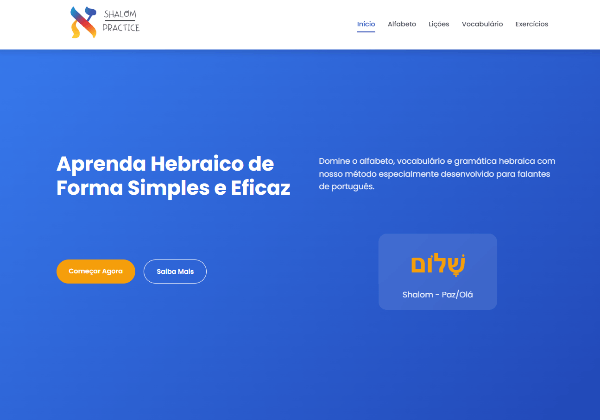 SHALOM
PRACTICE
Início
Alfabeto
Lições
Vocabulário
Exercícios
Aprenda Hebraico de
Forma Simples e Eficaz
Domine o alfabeto, vocabulário e gramática hebraica com
nosso método especialmente desenvolvido para falantes
de português.
Começar Agora
Saiba Mais
שָׁלוֹם
Shalom - Paz/Olá